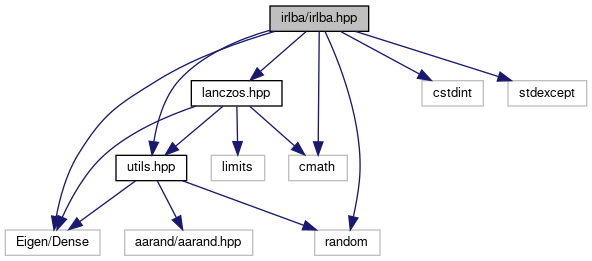 irlba/irlba.hpp
lanczos.hpp
cstdint
stdexcept
utils.hpp
limits
cmath
Eigen/Dense
aarand/aarand.hpp
random